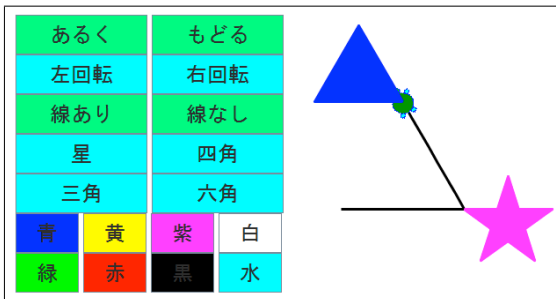 あるく もどる
左回転 右回転
線あり 線なし
星 四角
三角 六角
青 黄 紫 白
緑 赤 黒 水